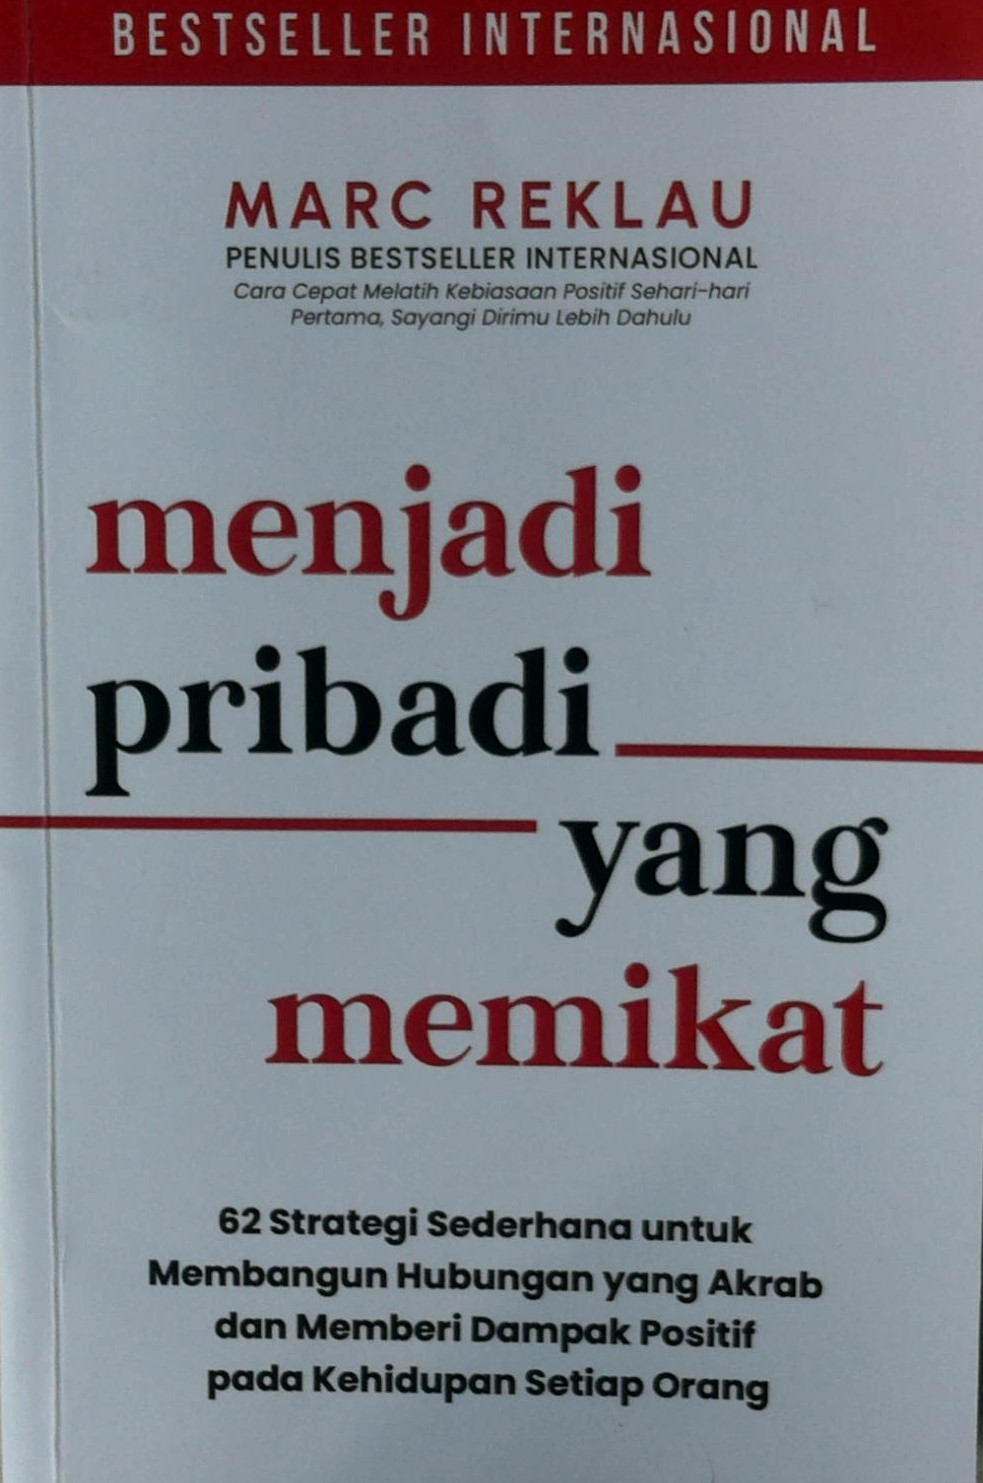 BESTSELLER INTERNASIONAL
MARC REKLAU
PENULIS BESTSELLER INTERNASIONAL
Cara Cepat Melatih Kebiasaan Positif Sehari-hari
Pertama, Sayangi Dirimu Lebih Dahulu
menjadi
pribadi
yang
memikat
62 Strategi Sederhana untuk
Membangun Hubungan yang Akrab
dan Memberi Dampak Positif
pada Kehidupan Setiap Orang